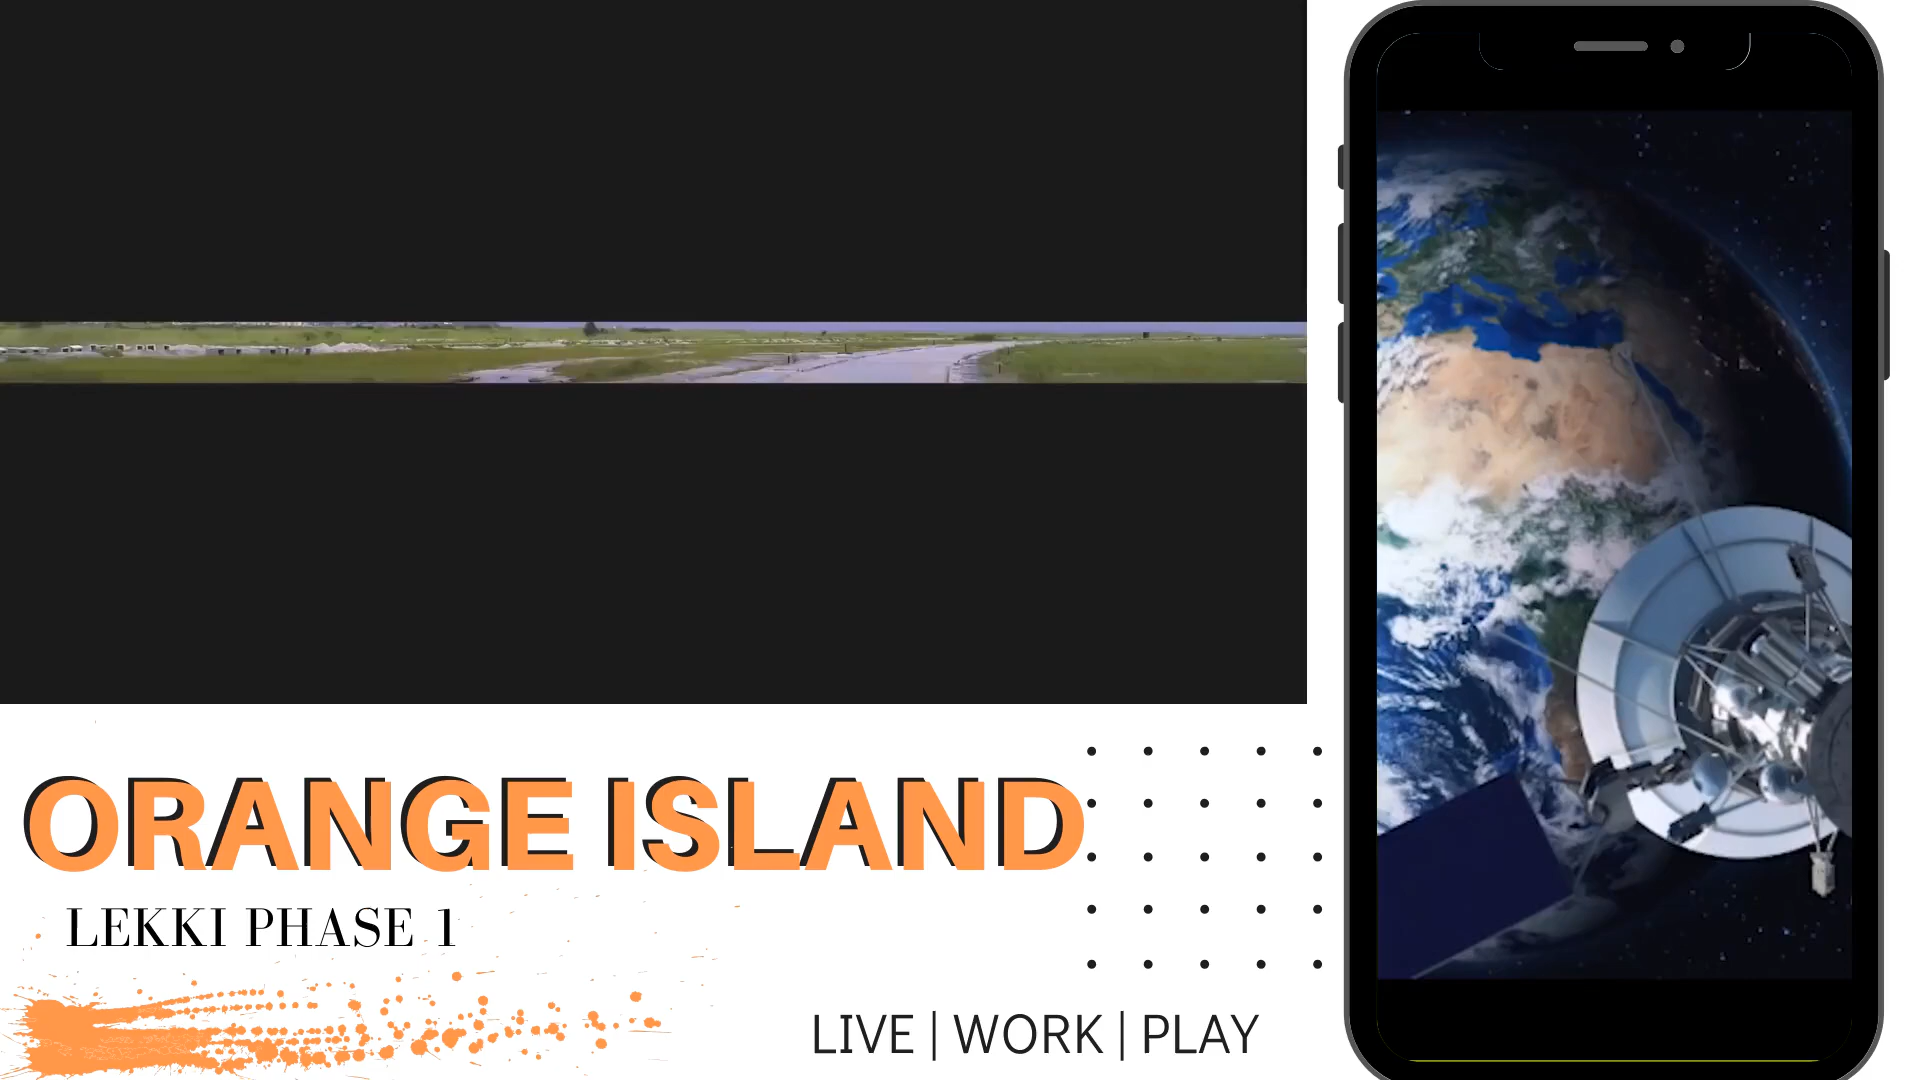 ORANGE ISLAND
LEKKI PHASE 1
LIVE | WORK | PLAY